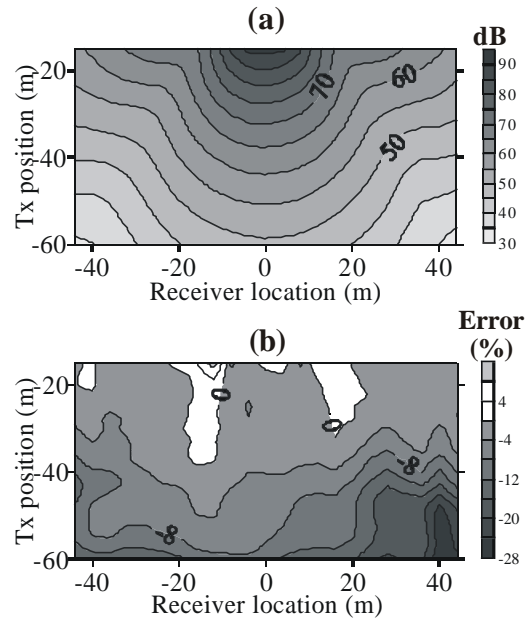 (a)
dB
90
80
70
60
50
40
30
Tx position (m)
-20
-40
-60
70
60
50
-40 -20 0 20 40
Receiver location (m)
(b)
Error
(%)
4
-4
-12
-20
-28
Tx position (m)
-20
-40
-60
0
0
-8
-8
-40 -20 0 20 40
Receiver location (m)